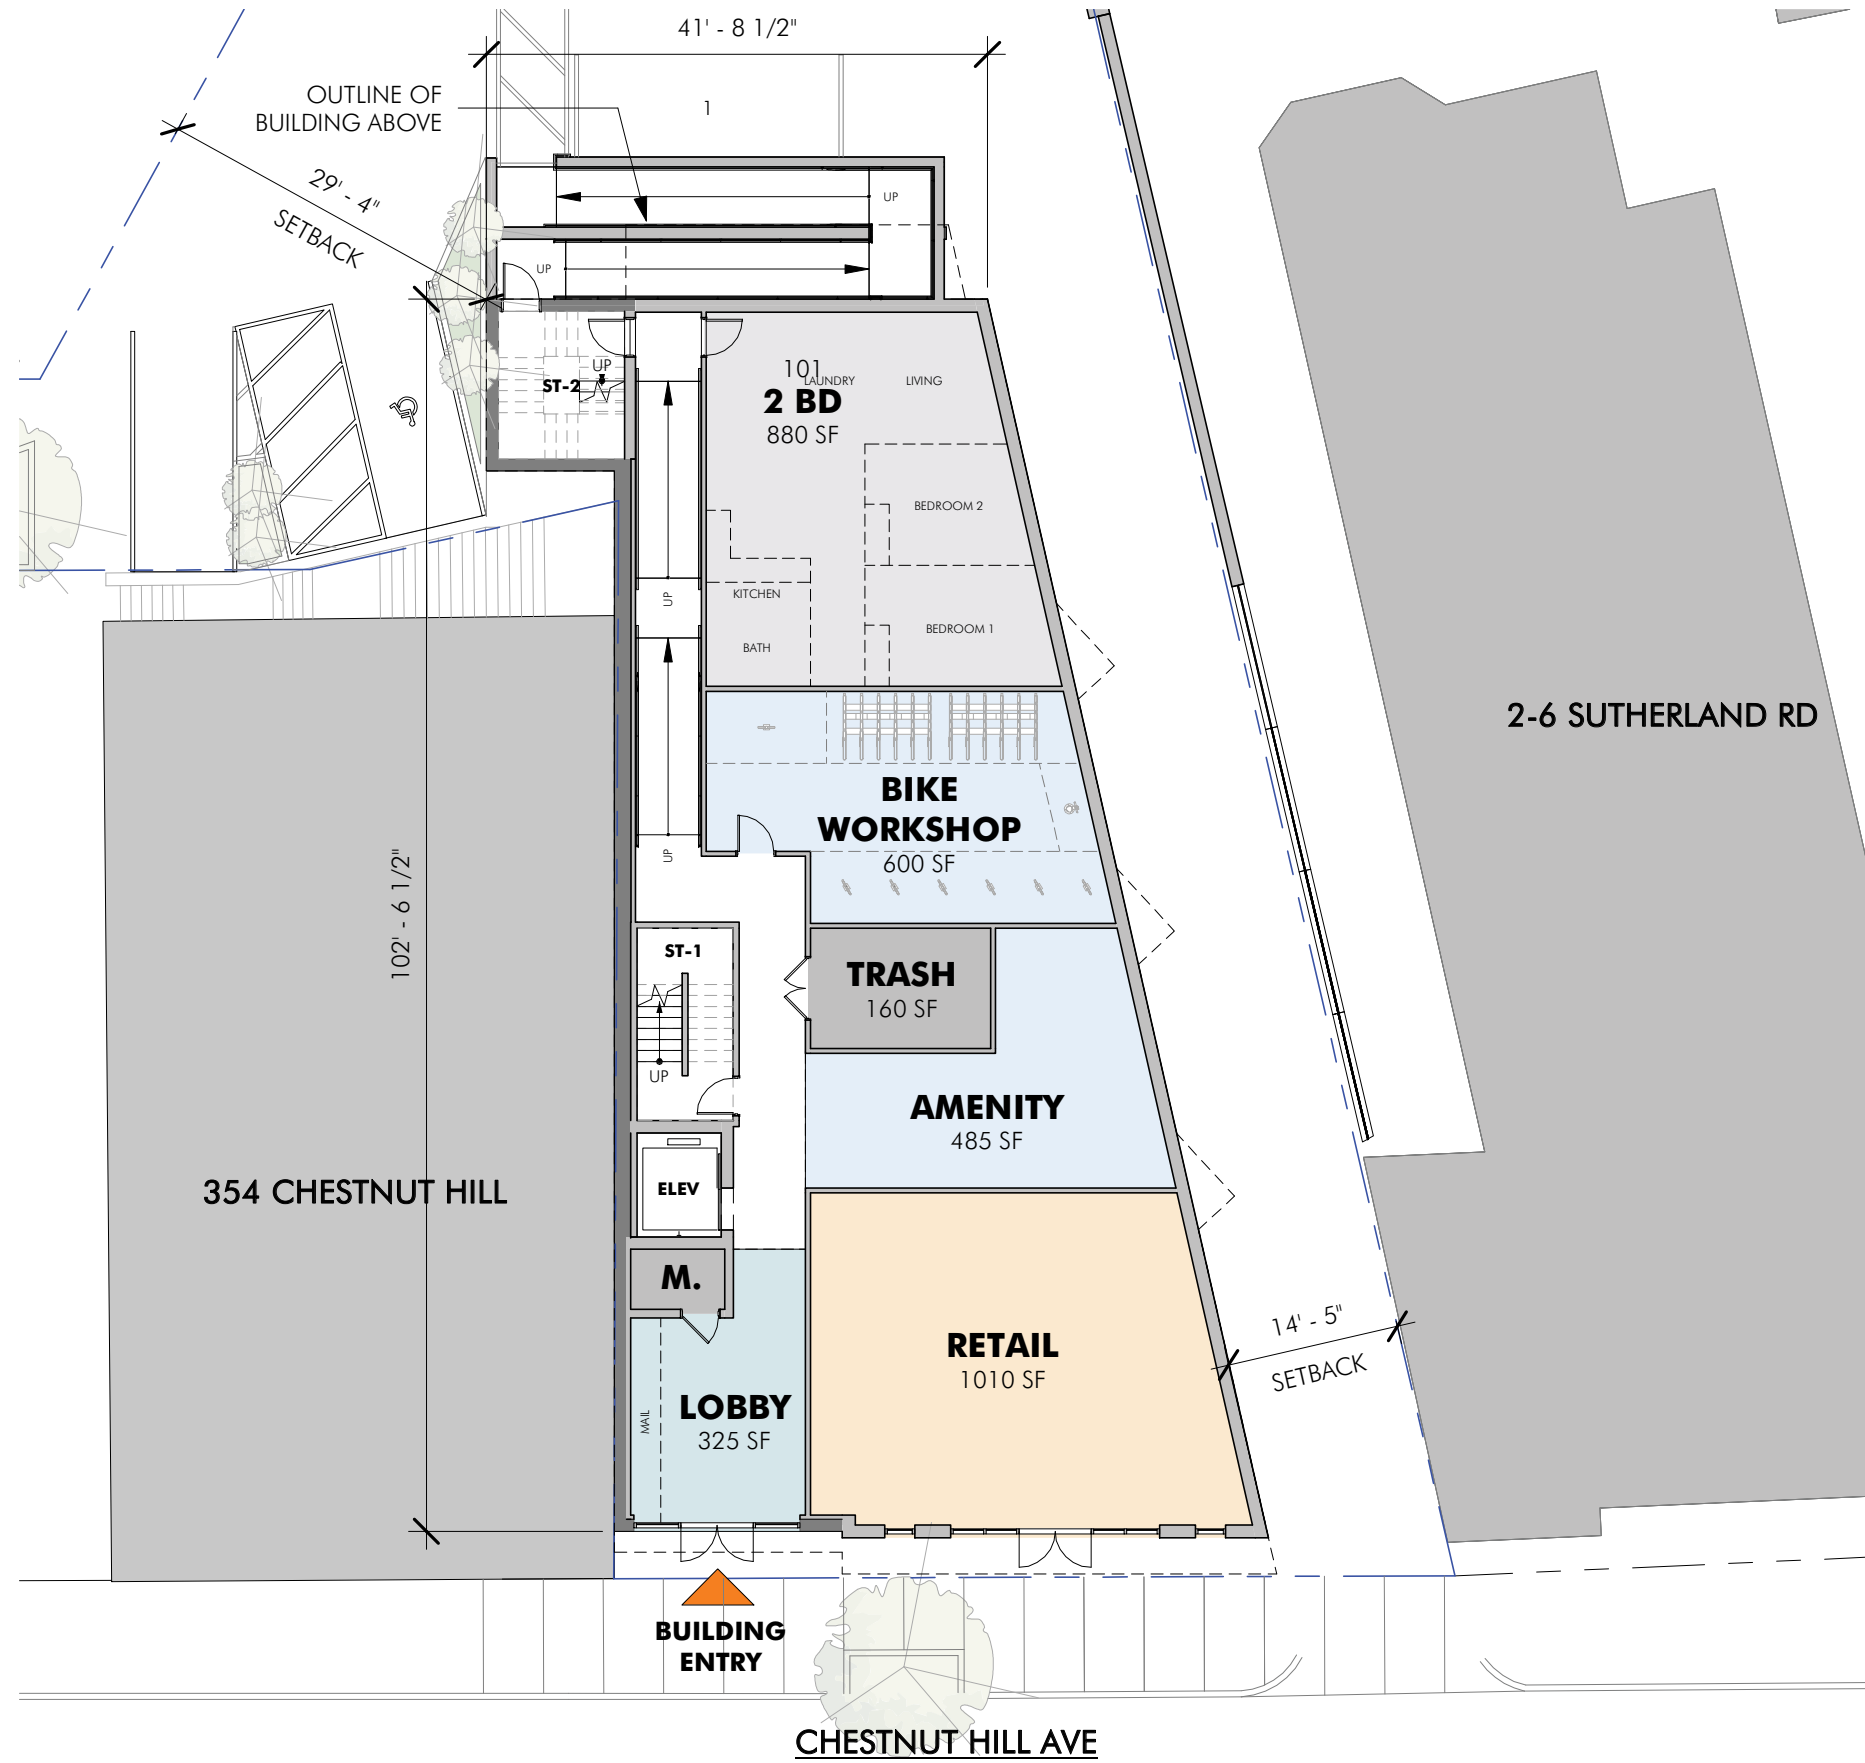 41' - 8 1/2"
OUTLINE OF
BUILDING ABOVE
1
29' - 4"
SETBACK
UP
UP
UP
ST-2
101
LAUNDRY
LIVING
2 BD
880 SF
BEDROOM 2
KITCHEN
UP
BEDROOM 1
BATH
2-6 SUTHERLAND RD
BIKE
WORKSHOP
600 SF
UP
102' - 6 1/2"
ST-1
TRASH
160 SF
UP
AMENITY
485 SF
354 CHESTNUT HILL
ELEV
M.
RETAIL
1010 SF
14' - 5"
SETBACK
LOBBY
325 SF
MAIL
BUILDING
ENTRY
CHESTNUT HILL AVE